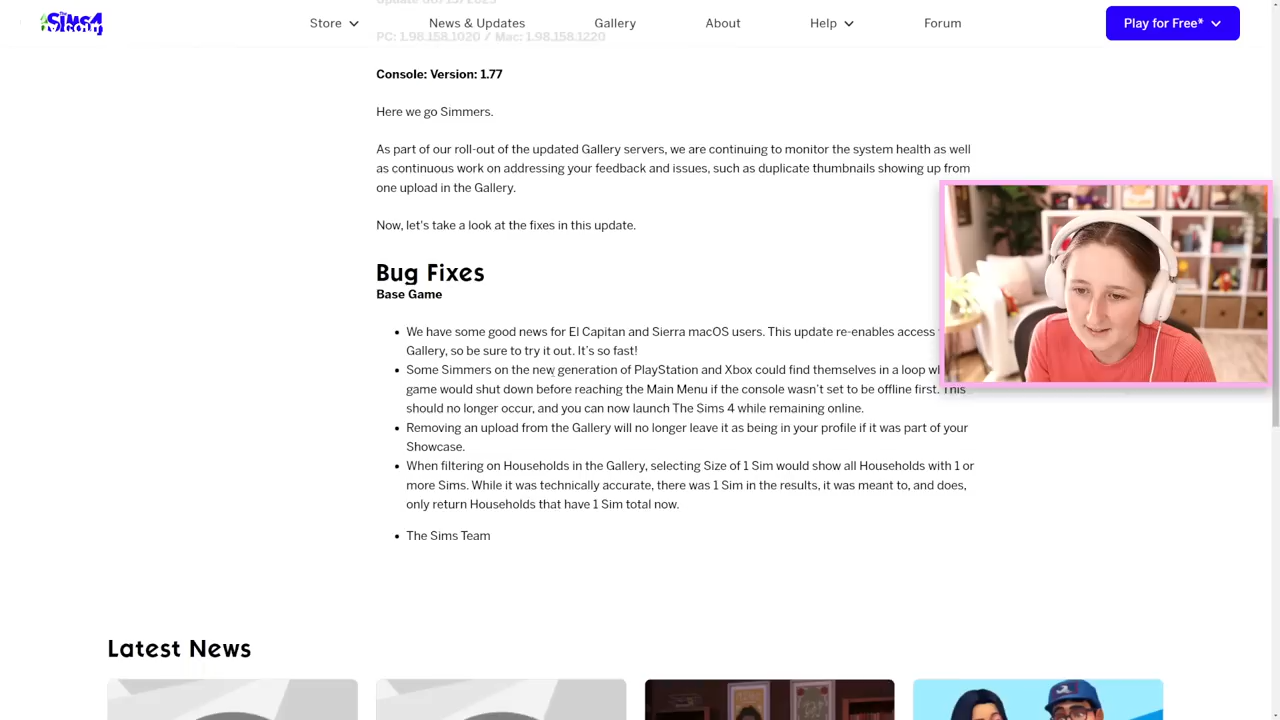 The Sims 4
Store
News & Updates
Gallery
About
Help
Forum
Play for Free*
PC: 1.98.158.1020 / Mac: 1.98.158.1220
Console: Version: 1.77
Here we go Simmers.
As part of our roll-out of the updated Gallery servers, we are continuing to monitor the system health as well
as continuous work on addressing your feedback and issues, such as duplicate thumbnails showing up from
one upload in the Gallery.
Now, let's take a look at the fixes in this update.
Bug Fixes
Base Game
We have some good news for El Capitan and Sierra macOS users. This update re-enables access
Gallery, so be sure to try it out. It's so fast!
Some Simmers on the new generation of PlayStation and Xbox could find themselves in a loop
game would shut down before reaching the Main Menu if the console wasn't set to be offline first. This
should no longer occur, and you can now launch The Sims 4 while remaining online.
Removing an upload from the Gallery will no longer leave it as being in your profile if it was part of your
Showcase.
When filtering on Households in the Gallery, selecting Size of 1 Sim would show all Households with 1 or
more Sims. While it was technically accurate, there was 1 Sim in the results, it was meant to, and does,
only return Households that have 1 Sim total now.
The Sims Team
Latest News